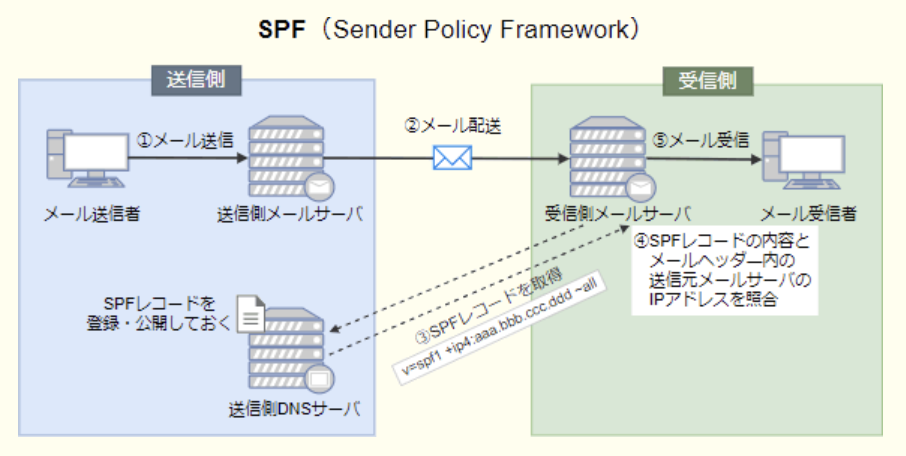 SPF（Sender Policy Framework）
送信側
受信側
①メール送信
②メール配送
⑤メール受信
メール送信者
送信側メールサーバ
受信側メールサーバ
メール受信者
④SPFレコードの内容と
メールヘッダー内の
送信元メールサーバの
IPアドレスを照合
SPFレコードを
登録・公開しておく
③SPFレコードを取得
v=spf1 +ip4:aaa.bbb.ccc.ddd ~all
送信側DNSサーバ